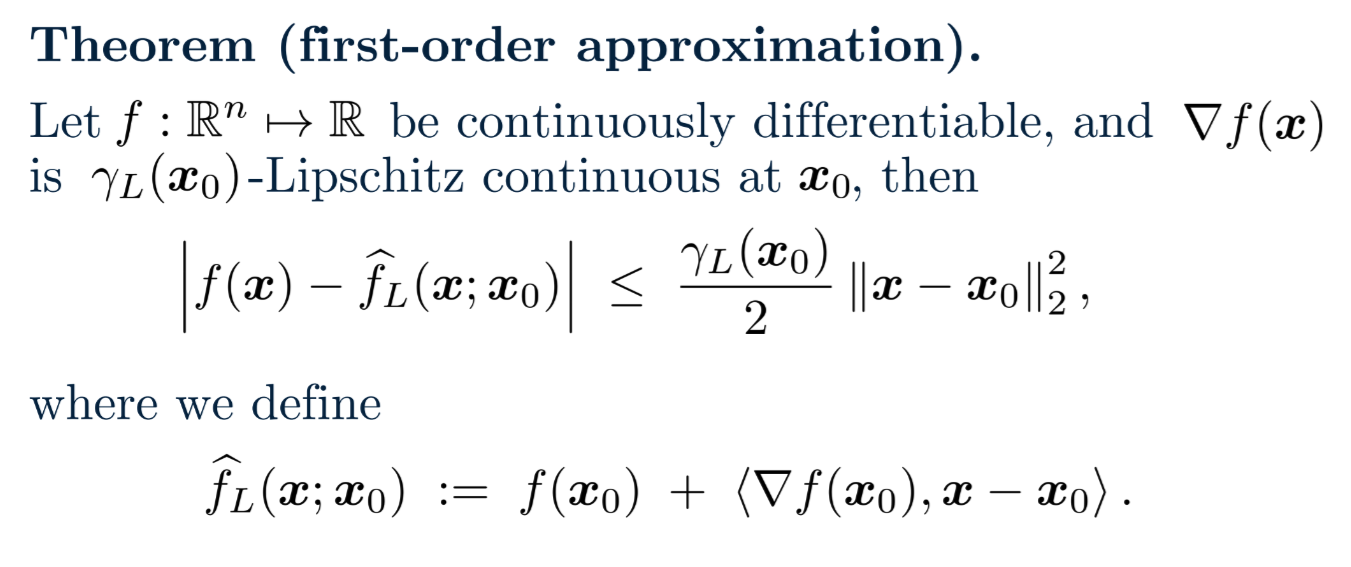 Theorem (first-order approximation).
Let $f : \mathbb{R}^n \mapsto \mathbb{R}$ be continuously differentiable, and $\nabla f(\boldsymbol{x})$
is $\gamma_L(\boldsymbol{x}_0)$-Lipschitz continuous at $\boldsymbol{x}_0$, then
$\left| f(\boldsymbol{x}) - \widehat{f}_L(\boldsymbol{x}; \boldsymbol{x}_0) \right| \leq \frac{\gamma_L(\boldsymbol{x}_0)}{2} \|\boldsymbol{x} - \boldsymbol{x}_0\|_2^2 ,$
where we define
$\widehat{f}_L(\boldsymbol{x}; \boldsymbol{x}_0) := f(\boldsymbol{x}_0) + \langle \nabla f(\boldsymbol{x}_0), \boldsymbol{x} - \boldsymbol{x}_0 \rangle .$